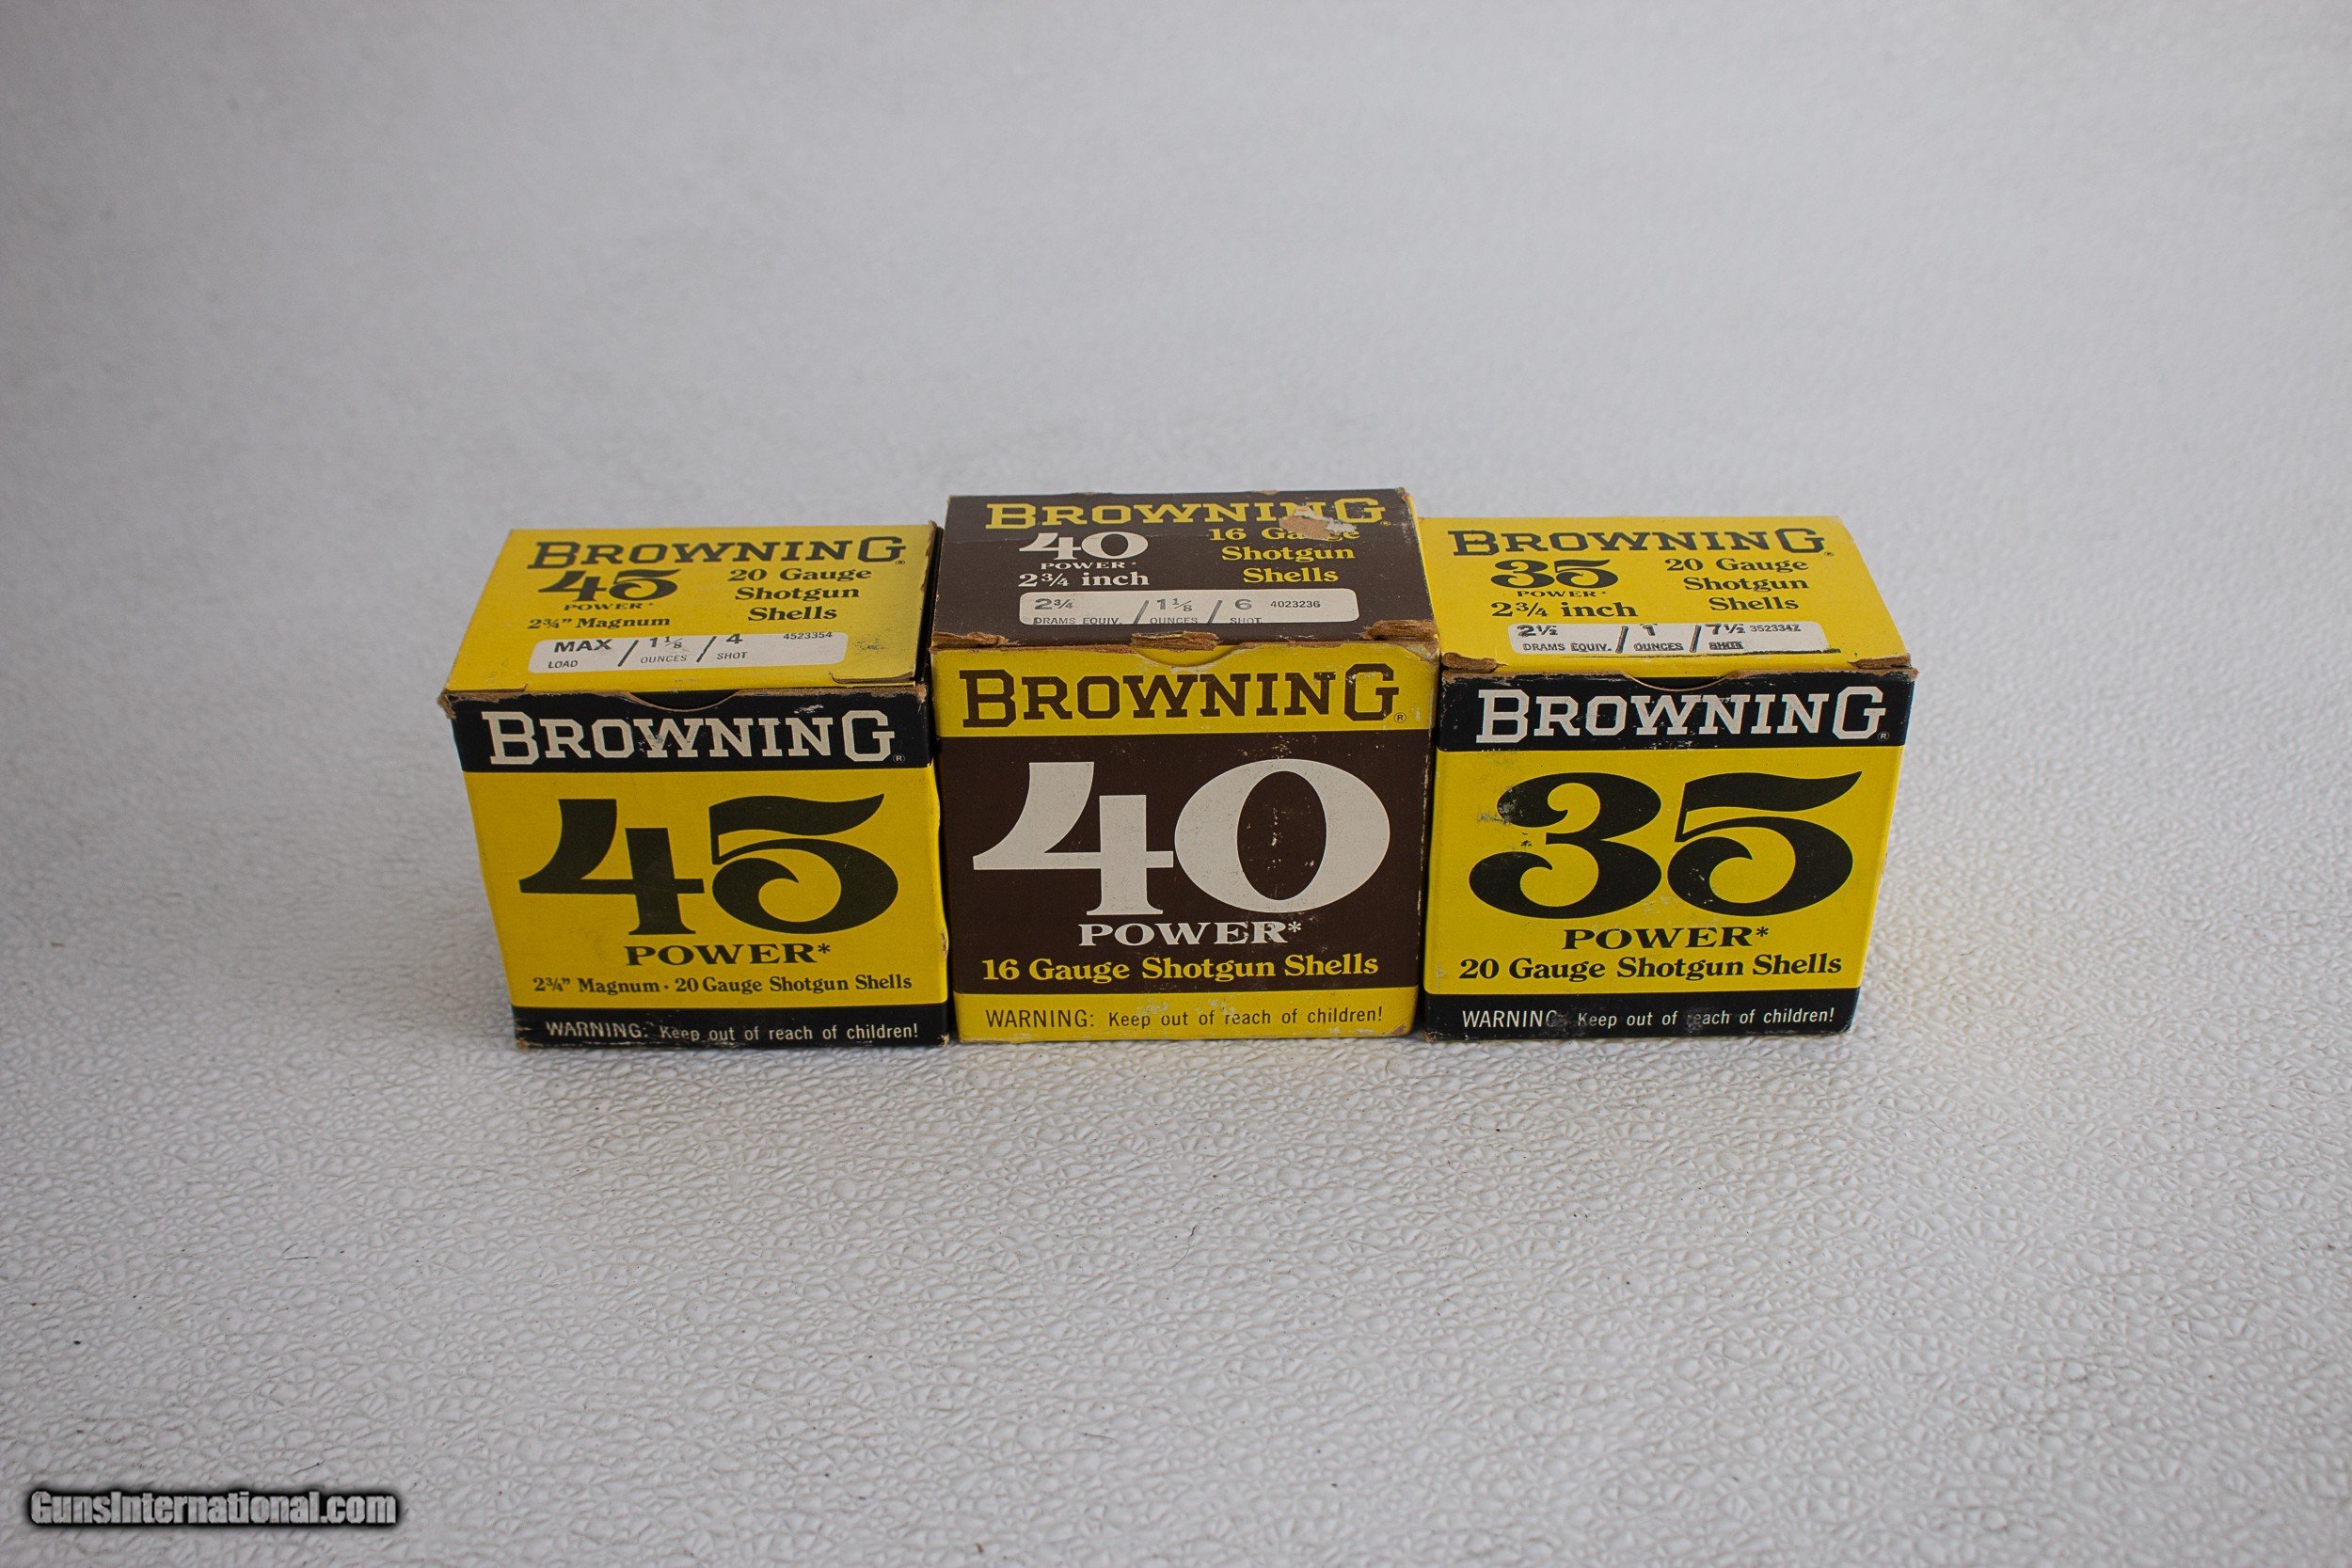 BROWNING®
45
POWER*
2¾" Magnum
20 Gauge
Shotgun
Shells
MAX / 1⅛ / 4 4523354
LOAD OUNCES SHOT
BROWNING®
45
POWER*
2¾" Magnum · 20 Gauge Shotgun Shells
WARNING: Keep out of reach of children!
BROWNING®
40
POWER*
2¾ inch
16 Gauge
Shotgun
Shells
2¾ / 1⅛ / 6 4023236
DRAMS EQUIV. OUNCES SHOT
BROWNING®
40
POWER*
16 Gauge Shotgun Shells
WARNING: Keep out of reach of children!
BROWNING®
35
POWER*
2¾ inch
20 Gauge
Shotgun
Shells
2½ / 1 / 7½ 352334Z
DRAMS EQUIV. OUNCES SHOT
BROWNING®
35
POWER*
20 Gauge Shotgun Shells
WARNING: Keep out of reach of children!
GunsInternational.com